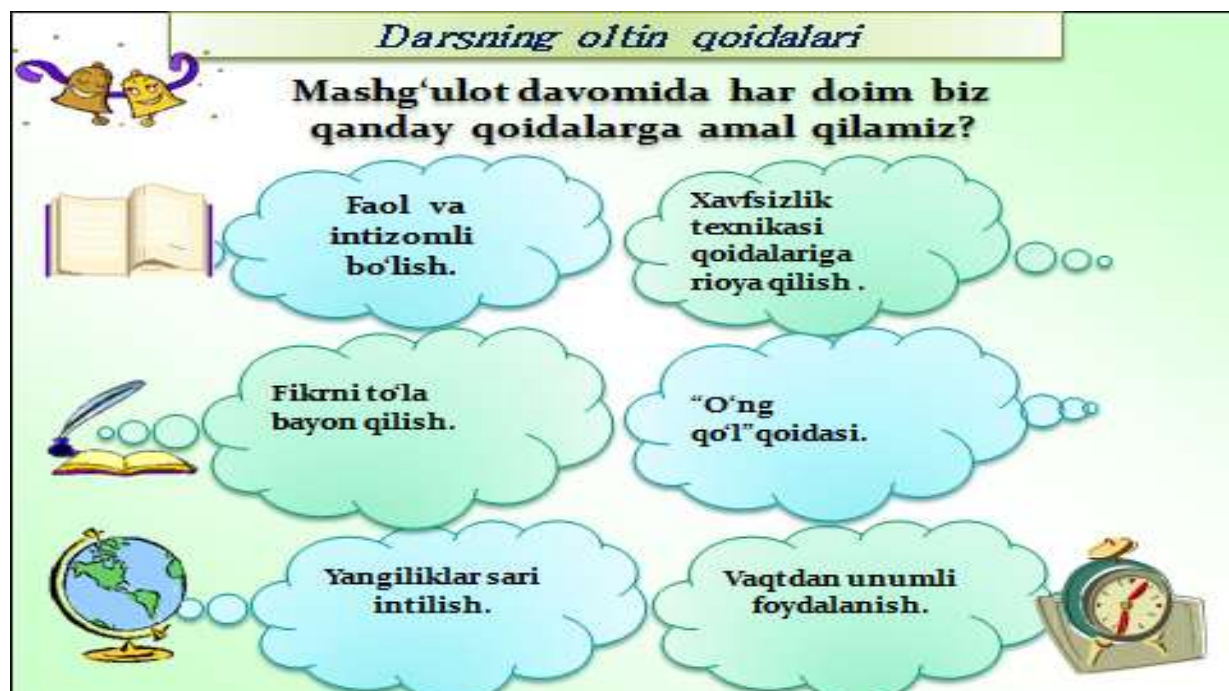 Darsning oltin qoidalari
Mashg‘ulot davomida har doim biz
qanday qoidalarga amal qilamiz?
Faol va
intizomli
bo‘lish.
Xavfsizlik
texnikasi
qoidalariga
rioya qilish .
Fikrni to‘la
bayon qilish.
“O‘ng
qo‘l”qoidasi.
Yangiliklar sari
intilish.
Vaqtdan unumli
foydalanish.